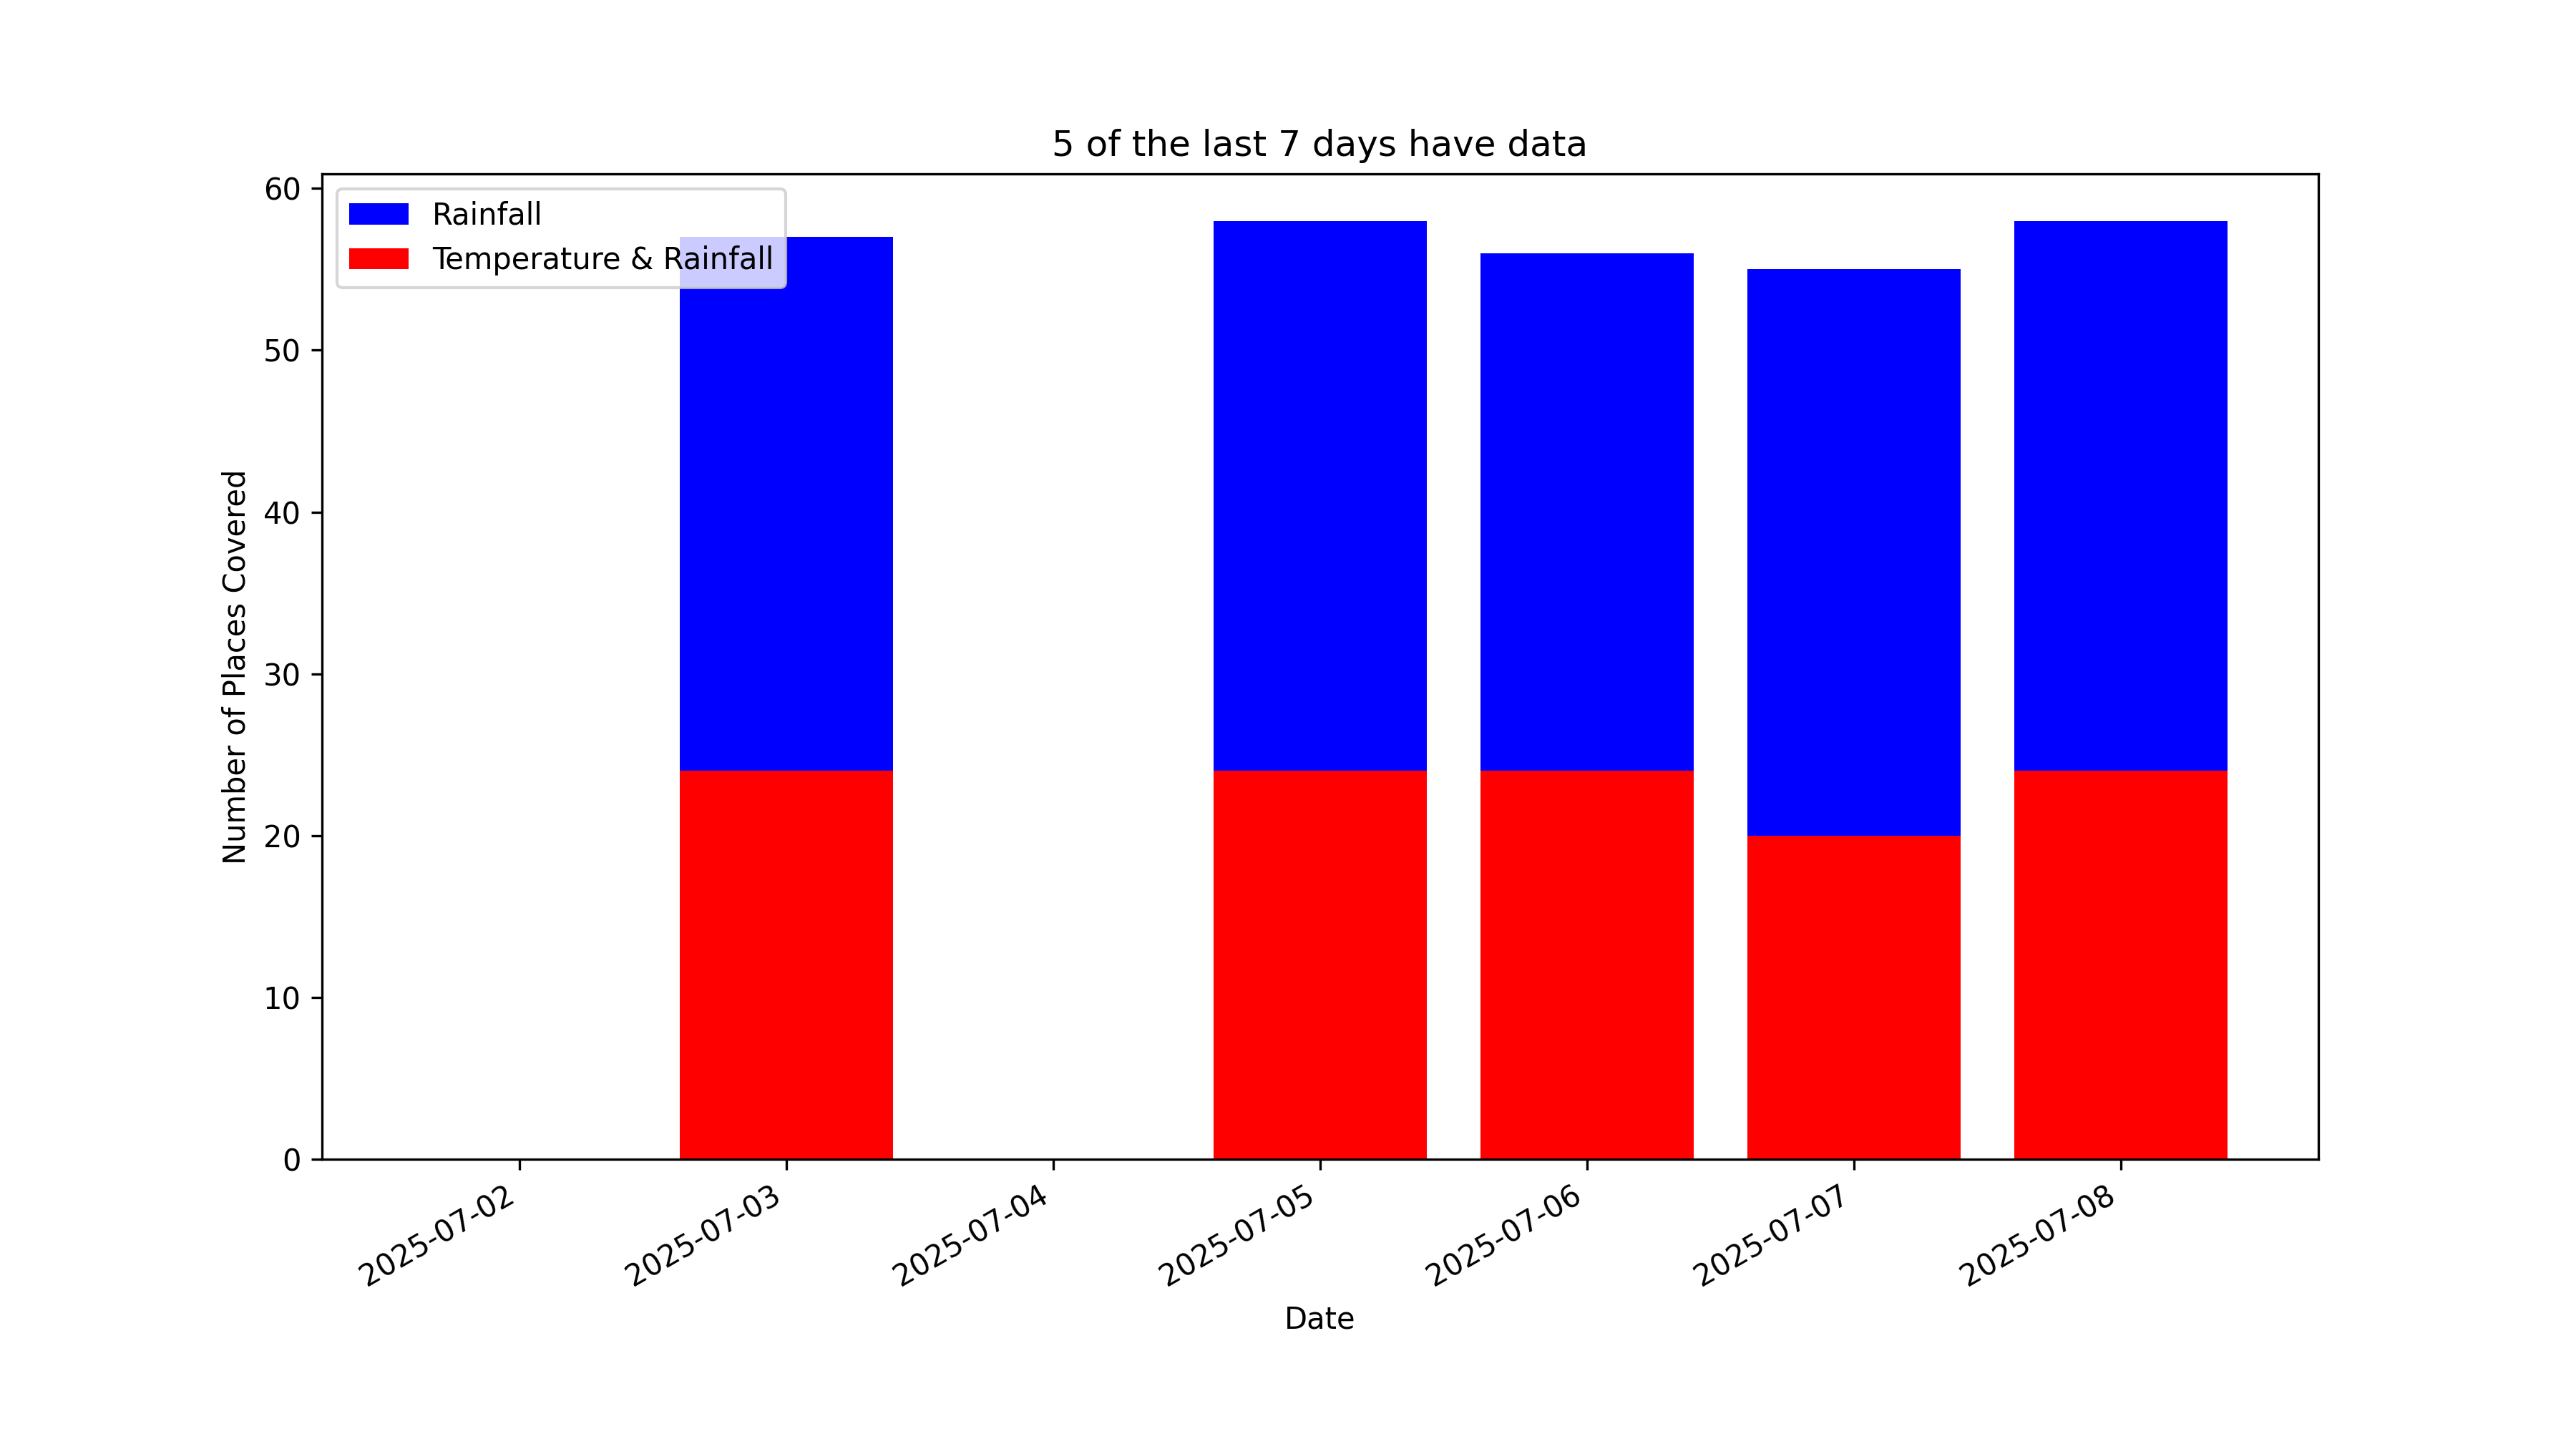 5 of the last 7 days have data
Rainfall
Temperature & Rainfall
Number of Places Covered
60
50
40
30
20
10
0
2025-07-02
2025-07-03
2025-07-04
2025-07-05
2025-07-06
2025-07-07
2025-07-08
Date